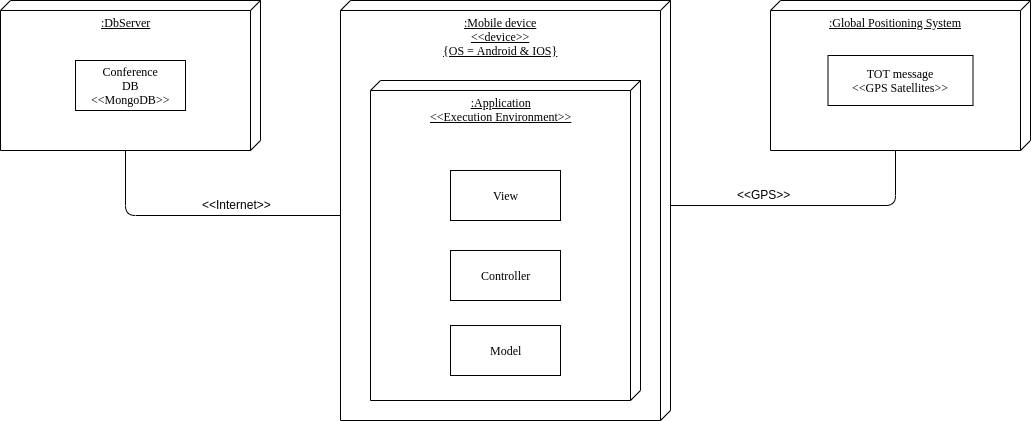 :DbServer
Conference
DB
<<MongoDB>>
<<Internet>>
:Mobile device
<<device>>
{OS = Android & IOS}
:Application
<<Execution Environment>>
View
Controller
Model
<<GPS>>
:Global Positioning System
TOT message
<<GPS Satellites>>